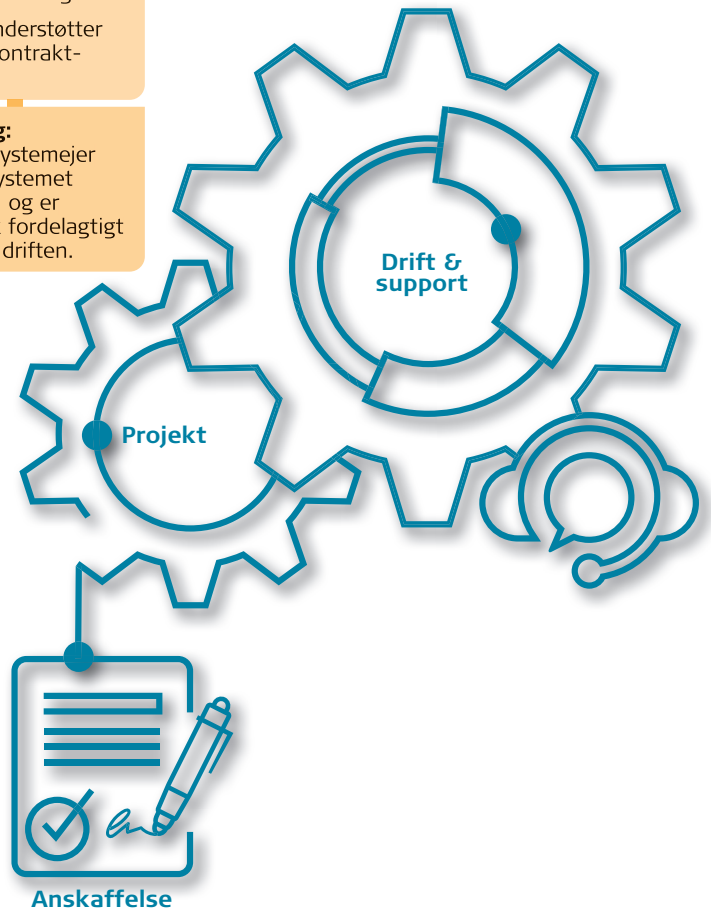 nderstøtter
ontrakt-
g:
ystemejer
ystemet
og er
fordelagtigt
driften.
Drift &
support
Projekt
Anskaffelse